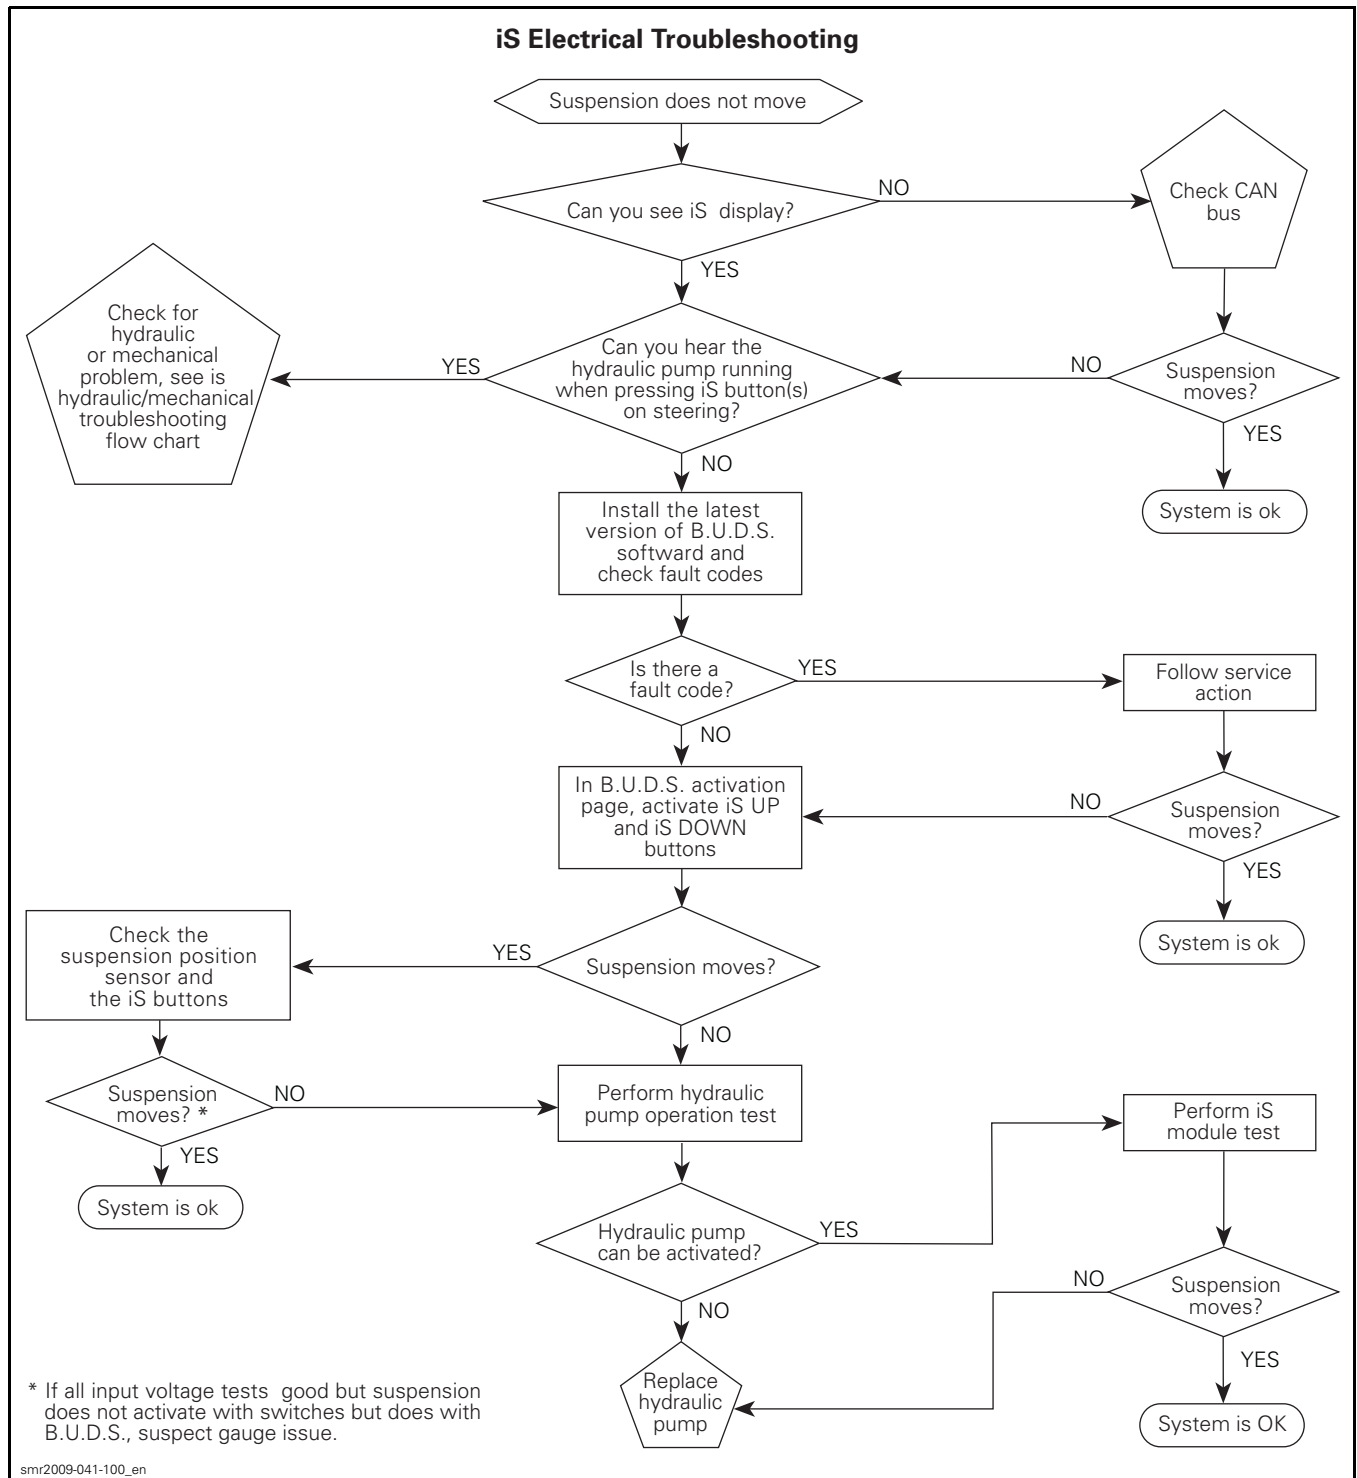 iS Electrical Troubleshooting
Suspension does not move
Can you see iS display?
NO
Check CAN
bus
YES
Check for
hydraulic
or mechanical
problem, see is
hydraulic/mechanical
troubleshooting
flow chart
YES
Can you hear the
hydraulic pump running
when pressing iS button(s)
on steering?
NO
Suspension
moves?
YES
System is ok
NO
Install the latest
version of B.U.D.S.
softward and
check fault codes
Is there a
fault code?
YES
Follow service
action
NO
In B.U.D.S. activation
page, activate iS UP
and iS DOWN
buttons
NO
Suspension
moves?
YES
System is ok
Check the
suspension position
sensor and
the iS buttons
YES
Suspension moves?
NO
Suspension
moves? *
NO
YES
System is ok
Perform hydraulic
pump operation test
Perform iS
module test
Hydraulic pump
can be activated?
YES
NO
NO
Suspension
moves?
YES
System is OK
Replace
hydraulic
pump
* If all input voltage tests good but suspension
does not activate with switches but does with
B.U.D.S., suspect gauge issue.
smr2009-041-100_en